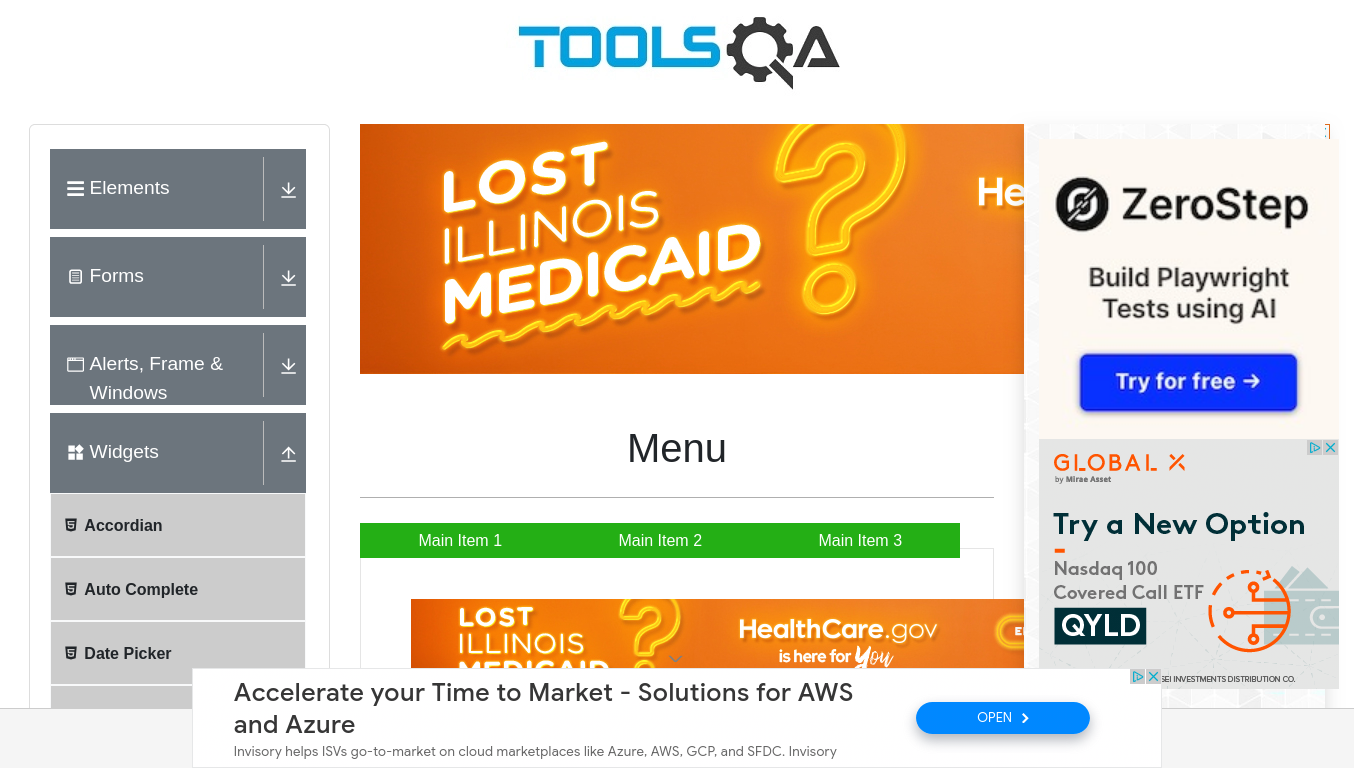 TOOLSQA
Elements
Forms
Alerts, Frame &
Windows
Widgets
Accordian
Auto Complete
Date Picker
LOST
ILLINOIS
MEDICAID
?
He
Menu
Main Item 1
Main Item 2
Main Item 3
LOST
ILLINOIS
MEDICAID
?
HealthCare.gov
is here for You
ZeroStep
Build Playwright
Tests using AI
Try for free →
GLOBAL X
by Mirae Asset
Try a New Option
Nasdaq 100
Covered Call ETF
QYLD
SEI INVESTMENTS DISTRIBUTION CO.
Accelerate your Time to Market - Solutions for AWS
and Azure
Invisory helps ISVs go-to-market on cloud marketplaces like Azure, AWS, GCP, and SFDC. Invisory
OPEN